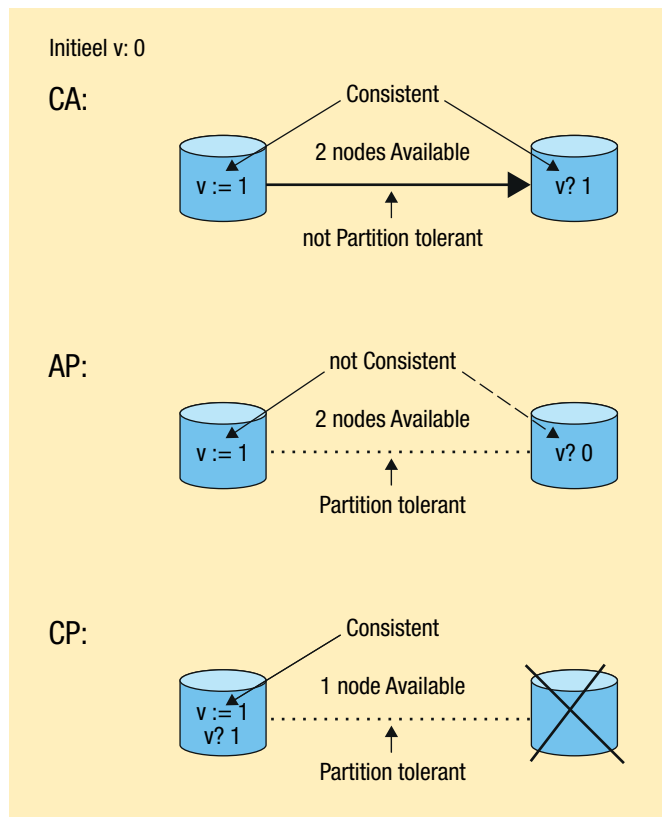 Initieel v: 0
CA:
Consistent
2 nodes Available
v := 1
v? 1
not Partition tolerant
AP:
not Consistent
2 nodes Available
v := 1
v? 0
Partition tolerant
CP:
Consistent
1 node Available
v := 1
v? 1
Partition tolerant